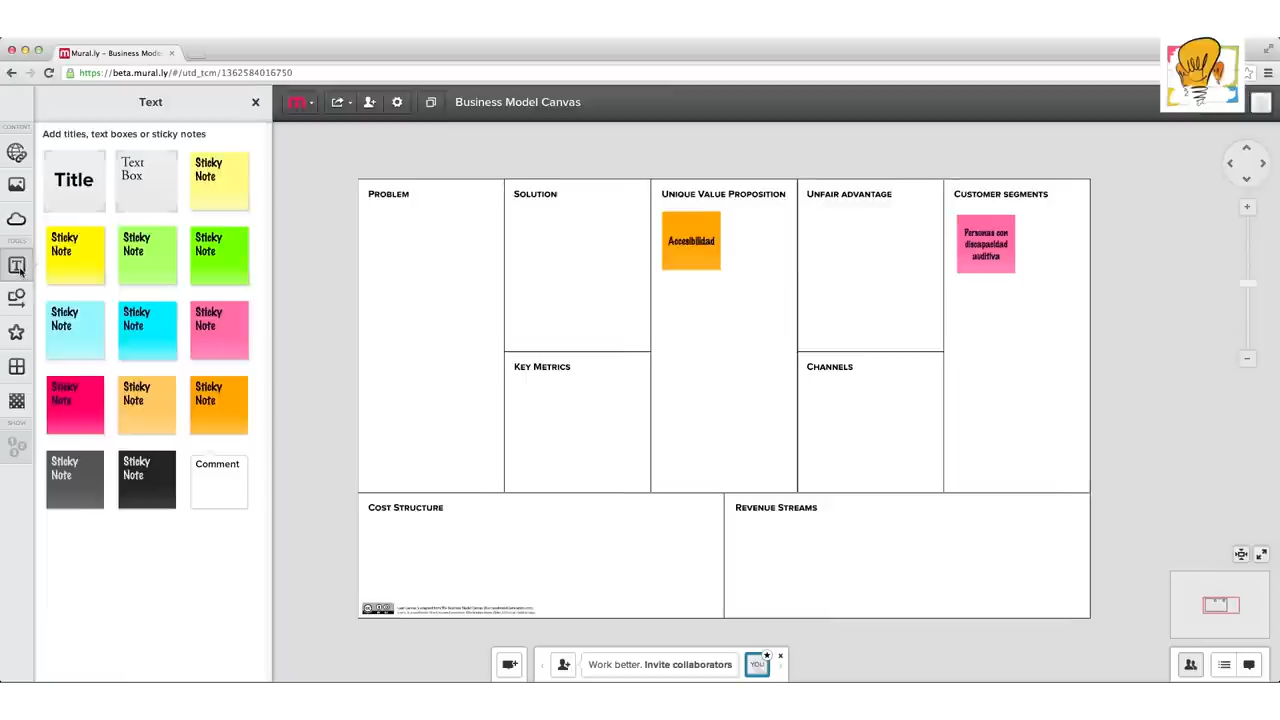 Mural.ly – Business Mode
https://beta.mural.ly/#/utd_tcm/1362584016750
Text
Business Model Canvas
CONTENT
TOOLS
SHOW
Add titles, text boxes or sticky notes
Title
Text
Box
Sticky
Note
Sticky
Note
Sticky
Note
Sticky
Note
Sticky
Note
Sticky
Note
Sticky
Note
Sticky
Note
Sticky
Note
Sticky
Note
Sticky
Note
Sticky
Note
Comment
PROBLEM
SOLUTION
UNIQUE VALUE PROPOSITION
UNFAIR ADVANTAGE
CUSTOMER SEGMENTS
Accesibilidad
Personas con
discapacidad
auditiva
KEY METRICS
CHANNELS
COST STRUCTURE
REVENUE STREAMS
Work better. Invite collaborators
YOU